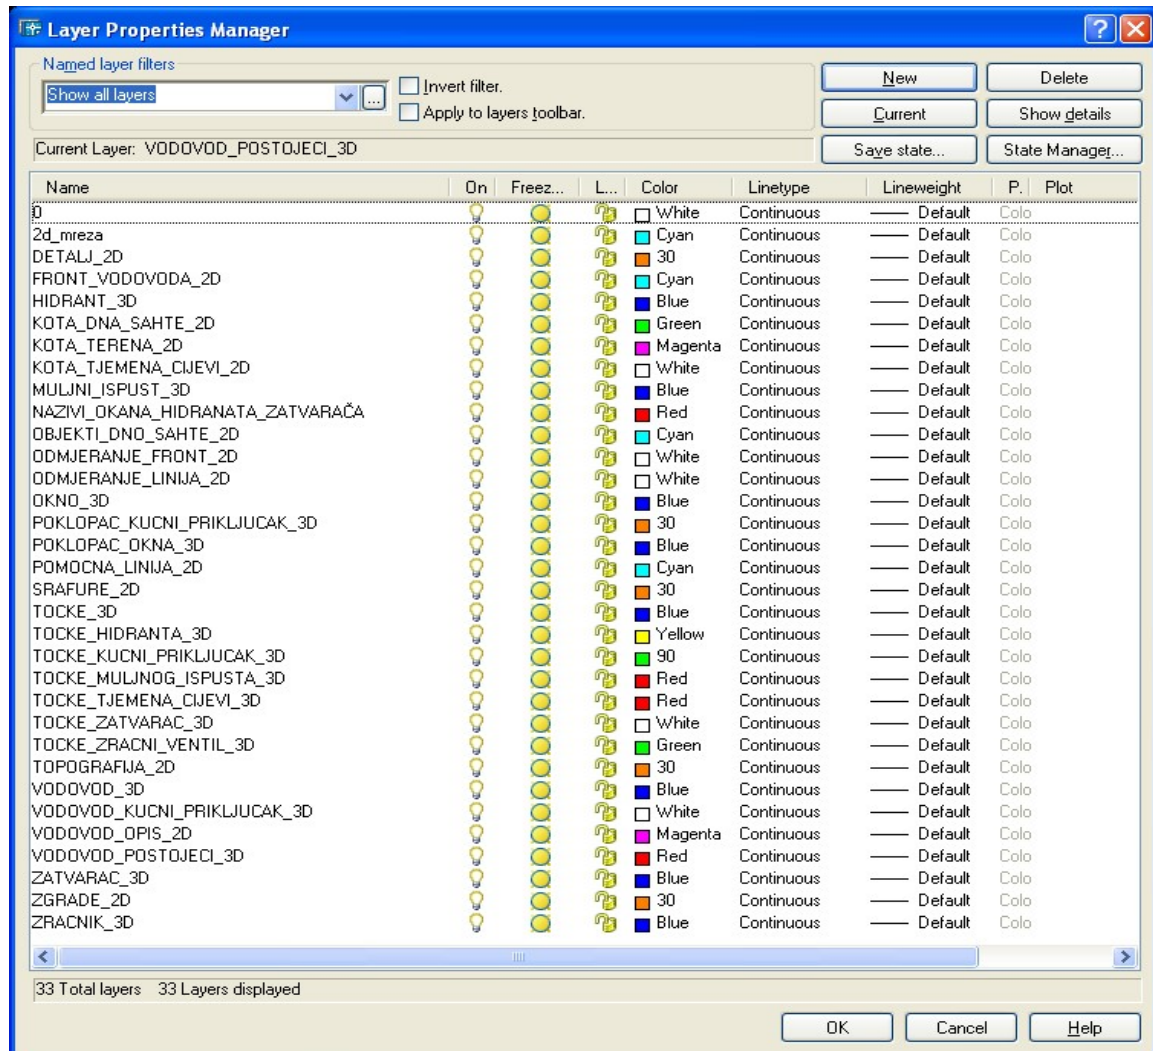 Layer Properties Manager
Named layer filters
Show all layers
...
Invert filter.
Apply to layers toolbar.
New
Delete
Current
Show details
Current Layer: VODOVOD_POSTOJECI_3D
Save state...
State Manager...
Name On Freez... L... Color Linetype Lineweight P. Plot
0 White Continuous Default Colo
2d_mreza Cyan Continuous Default Colo
DETALJ_2D 30 Continuous Default Colo
FRONT_VODOVODA_2D Cyan Continuous Default Colo
HIDRANT_3D Blue Continuous Default Colo
KOTA_DNA_SAHTE_2D Green Continuous Default Colo
KOTA_TERENA_2D Magenta Continuous Default Colo
KOTA_TJEMENA_CIJEVI_2D White Continuous Default Colo
MULJNI_ISPUST_3D Blue Continuous Default Colo
NAZIVI_OKANA_HIDRANATA_ZATVARAČA Red Continuous Default Colo
OBJEKTI_DNO_SAHTE_2D Cyan Continuous Default Colo
ODMJERANJE_FRONT_2D White Continuous Default Colo
ODMJERANJE_LINIJA_2D White Continuous Default Colo
OKNO_3D Blue Continuous Default Colo
POKLOPAC_KUCNI_PRIKLJUCAK_3D 30 Continuous Default Colo
POKLOPAC_OKNA_3D Blue Continuous Default Colo
POMOCNA_LINIJA_2D Cyan Continuous Default Colo
SRAFURE_2D 30 Continuous Default Colo
TOCKE_3D Blue Continuous Default Colo
TOCKE_HIDRANTA_3D Yellow Continuous Default Colo
TOCKE_KUCNI_PRIKLJUCAK_3D 90 Continuous Default Colo
TOCKE_MULJNOG_ISPUSTA_3D Red Continuous Default Colo
TOCKE_TJEMENA_CIJEVI_3D Red Continuous Default Colo
TOCKE_ZATVARAC_3D White Continuous Default Colo
TOCKE_ZRACNI_VENTIL_3D Green Continuous Default Colo
TOPOGRAFIJA_2D 30 Continuous Default Colo
VODOVOD_3D Blue Continuous Default Colo
VODOVOD_KUCNI_PRIKLJUCAK_3D White Continuous Default Colo
VODOVOD_OPIS_2D Magenta Continuous Default Colo
VODOVOD_POSTOJECI_3D Red Continuous Default Colo
ZATVARAC_3D Blue Continuous Default Colo
ZGRADE_2D 30 Continuous Default Colo
ZRACNIK_3D Blue Continuous Default Colo
33 Total layers 33 Layers displayed
OK
Cancel
Help